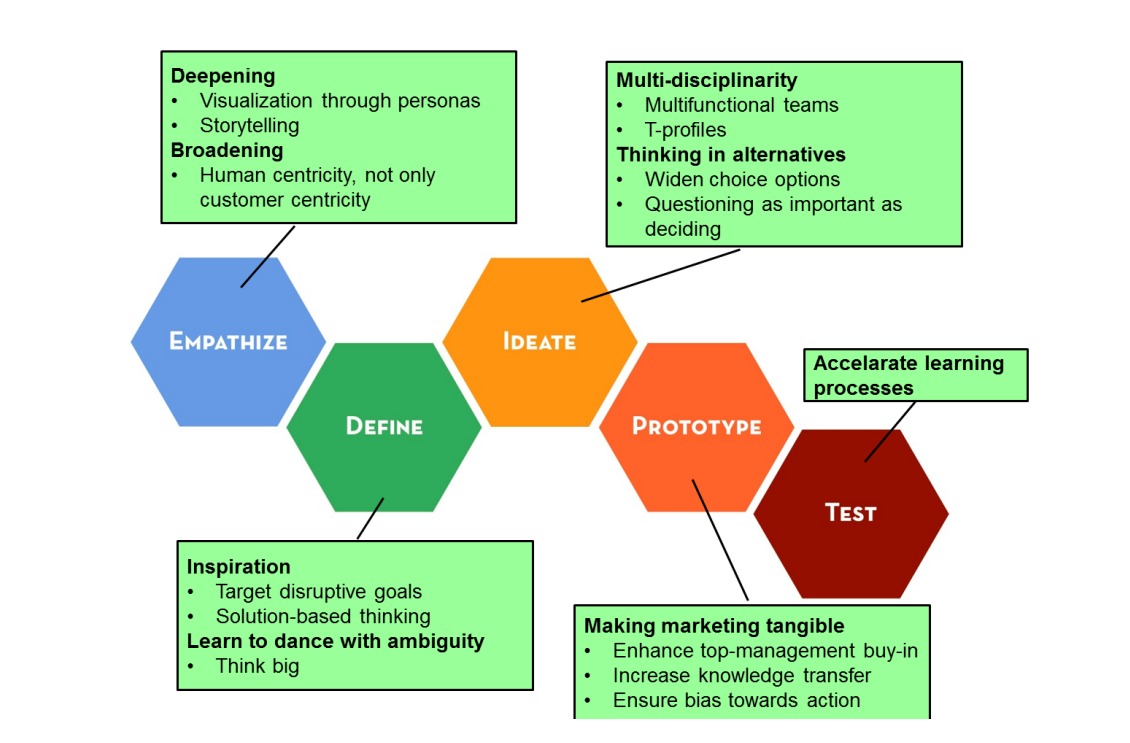 Deepening
• Visualization through personas
• Storytelling
Broadening
• Human centricity, not only
customer centricity
Multi-disciplinarity
• Multifunctional teams
• T-profiles
Thinking in alternatives
• Widen choice options
• Questioning as important as
deciding
EMPATHIZE
IDEATE
DEFINE
PROTOTYPE
Accelarate learning
processes
TEST
Inspiration
• Target disruptive goals
• Solution-based thinking
Learn to dance with ambiguity
• Think big
Making marketing tangible
• Enhance top-management buy-in
• Increase knowledge transfer
• Ensure bias towards action